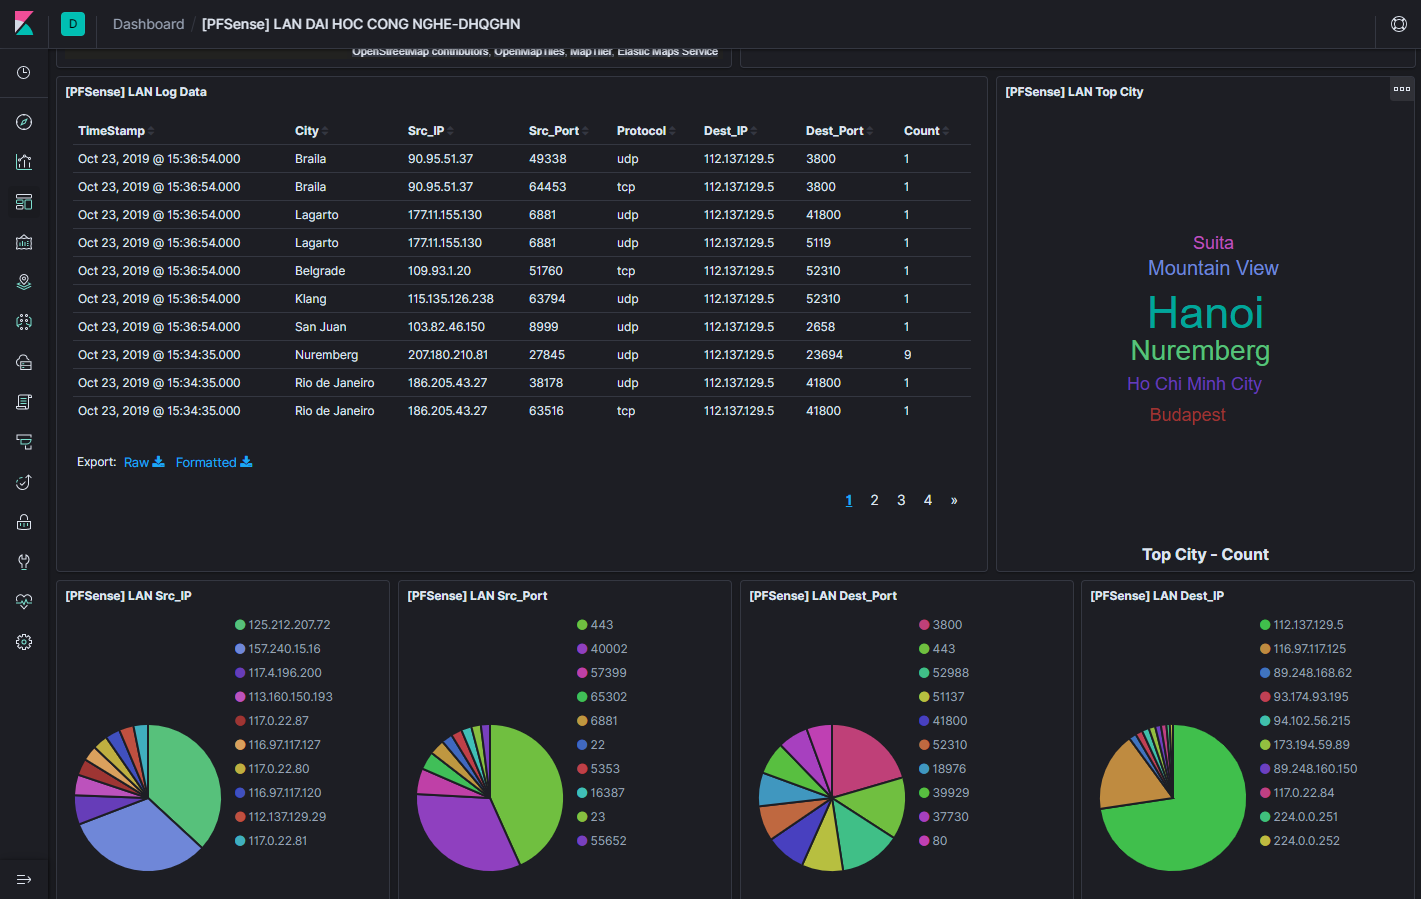 D
Dashboard / [PFSense] LAN DAI HOC CONG NGHE-DHQGHN
OpenStreetMap contributors, OpenMapTiles, MapTiler, Elastic Maps Service
[PFSense] LAN Log Data
TimeStamp City Src_IP Src_Port Protocol Dest_IP Dest_Port Count
Oct 23, 2019 @ 15:36:54.000 Braila 90.95.51.37 49338 udp 112.137.129.5 3800 1
Oct 23, 2019 @ 15:36:54.000 Braila 90.95.51.37 64453 tcp 112.137.129.5 3800 1
Oct 23, 2019 @ 15:36:54.000 Lagarto 177.11.155.130 6881 udp 112.137.129.5 41800 1
Oct 23, 2019 @ 15:36:54.000 Lagarto 177.11.155.130 6881 udp 112.137.129.5 5119 1
Oct 23, 2019 @ 15:36:54.000 Belgrade 109.93.1.20 51760 tcp 112.137.129.5 52310 1
Oct 23, 2019 @ 15:36:54.000 Klang 115.135.126.238 63794 udp 112.137.129.5 52310 1
Oct 23, 2019 @ 15:36:54.000 San Juan 103.82.46.150 8999 udp 112.137.129.5 2658 1
Oct 23, 2019 @ 15:34:35.000 Nuremberg 207.180.210.81 27845 udp 112.137.129.5 23694 9
Oct 23, 2019 @ 15:34:35.000 Rio de Janeiro 186.205.43.27 38178 udp 112.137.129.5 41800 1
Oct 23, 2019 @ 15:34:35.000 Rio de Janeiro 186.205.43.27 63516 tcp 112.137.129.5 41800 1
Export: Raw Formatted
1 2 3 4 »
[PFSense] LAN Top City
Suita
Mountain View
Hanoi
Nuremberg
Ho Chi Minh City
Budapest
Top City - Count
[PFSense] LAN Src_IP
125.212.207.72
157.240.15.16
117.4.196.200
113.160.150.193
117.0.22.87
116.97.117.127
117.0.22.80
116.97.117.120
112.137.129.29
117.0.22.81
[PFSense] LAN Src_Port
443
40002
57399
65302
6881
22
5353
16387
23
55652
[PFSense] LAN Dest_Port
3800
443
52988
51137
41800
52310
18976
39929
37730
80
[PFSense] LAN Dest_IP
112.137.129.5
116.97.117.125
89.248.168.62
93.174.93.195
94.102.56.215
173.194.59.89
89.248.160.150
117.0.22.84
224.0.0.251
224.0.0.252